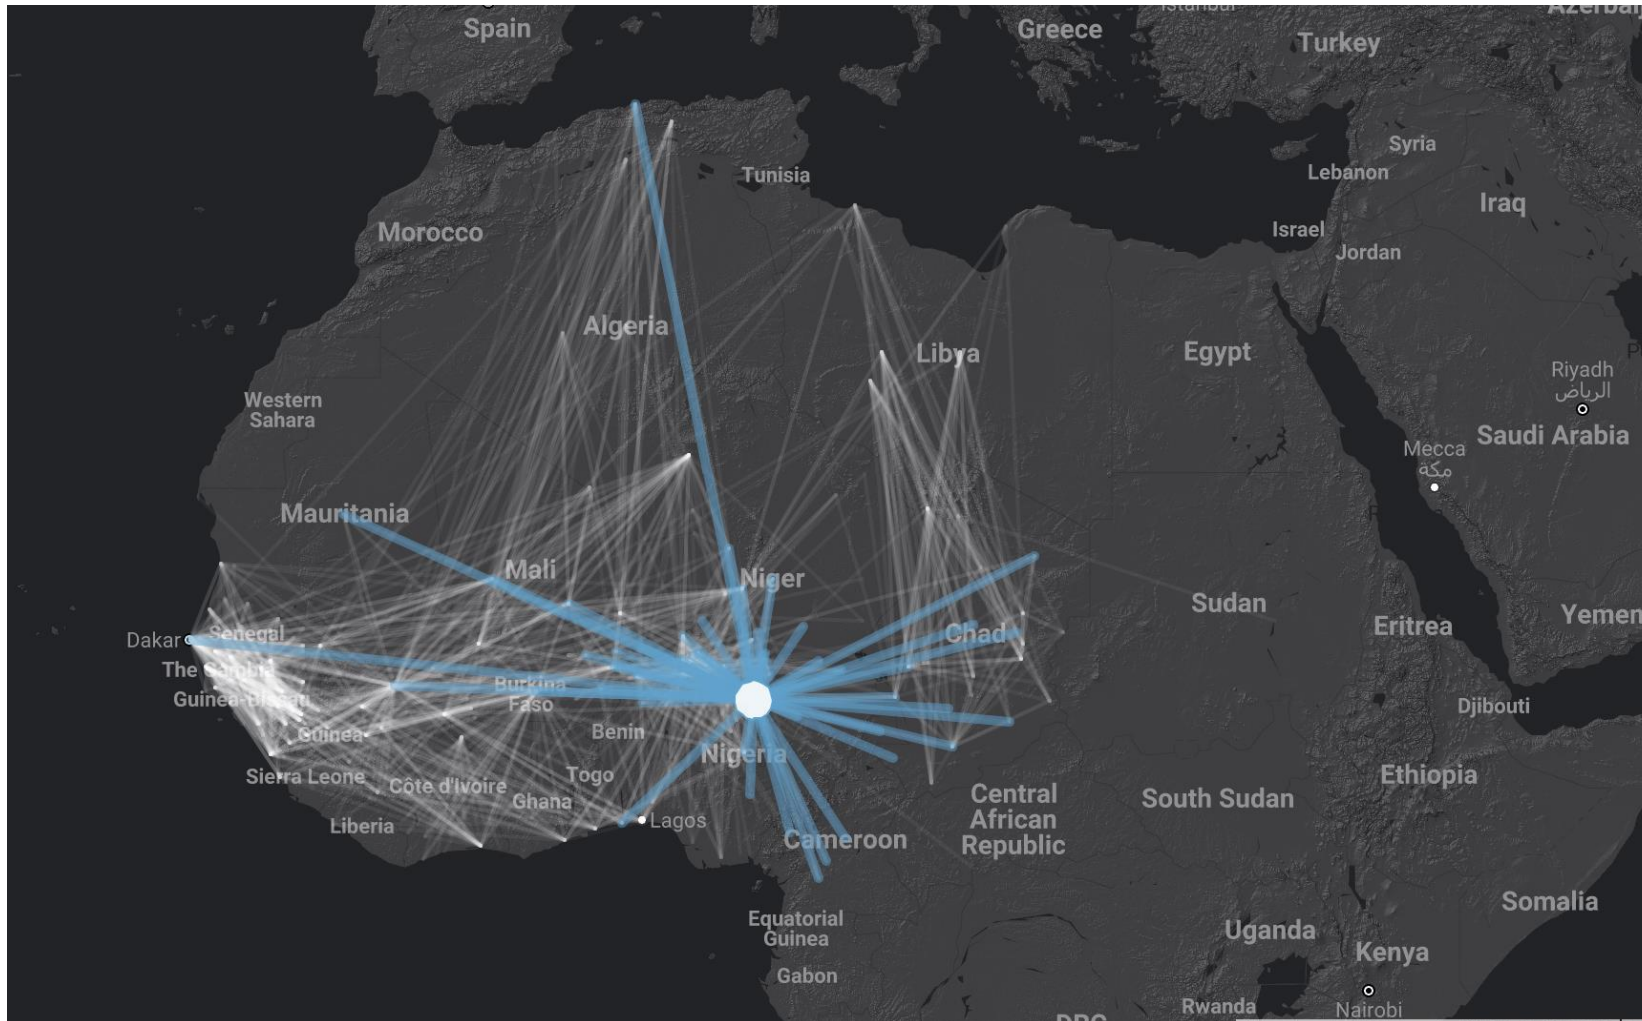 Istanbul
Azerbai
Spain
Greece
Turkey
Syria
Tunisia
Lebanon
Iraq
Morocco
Israel
Jordan
Algeria
Libya
Egypt
Riyadh
الرياض
Western
Sahara
Saudi Arabia
Mecca
مكة
Mauritania
Mali
Niger
Sudan
Yemen
Eritrea
Dakar
Senegal
Chad
The Gambia
Guinea-Bissau
Burkina
Faso
Djibouti
Guinea
Benin
Nigeria
Sierra Leone
Côte d'Ivoire
Togo
Ghana
Ethiopia
Central
African
Republic
South Sudan
Liberia
Lagos
Cameroon
Equatorial
Guinea
Somalia
Uganda
Kenya
Gabon
Rwanda
Nairobi
DRC